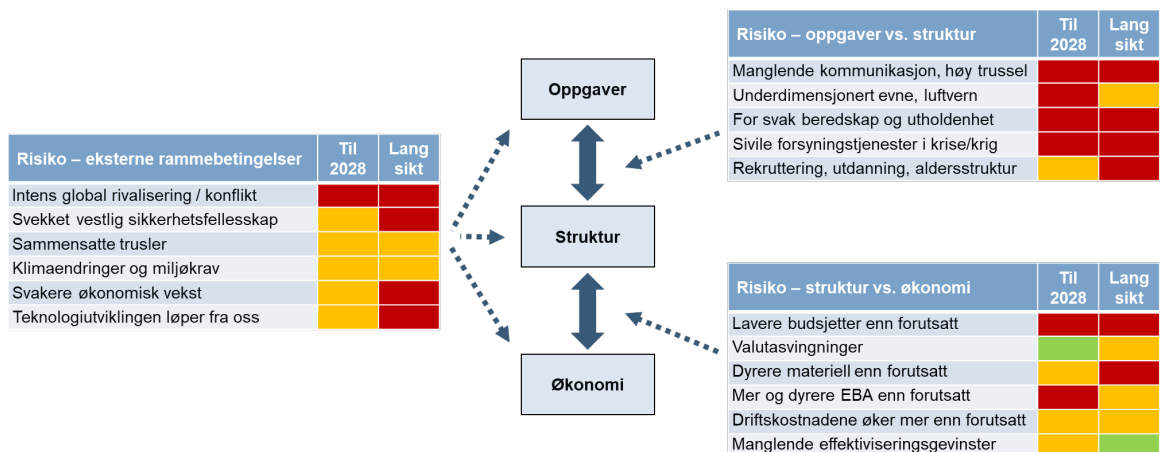 Risiko – eksterne rammebetingelser Til 2028 Lang sikt
Intens global rivalisering / konflikt
Svekket vestlig sikkerhetsfellesskap
Sammensatte trusler
Klimaendringer og miljøkrav
Svakere økonomisk vekst
Teknologiutviklingen løper fra oss
Oppgaver
Struktur
Økonomi
Risiko – oppgaver vs. struktur Til 2028 Lang sikt
Manglende kommunikasjon, høy trussel
Underdimensjonert evne, luftvern
For svak beredskap og utholdenhet
Sivile forsyningstjenester i krise/krig
Rekruttering, utdanning, aldersstruktur
Risiko – struktur vs. økonomi Til 2028 Lang sikt
Lavere budsjetter enn forutsatt
Valutasvingninger
Dyrere materiell enn forutsatt
Mer og dyrere EBA enn forutsatt
Driftskostnadene øker mer enn forutsatt
Manglende effektiviseringsgevinster